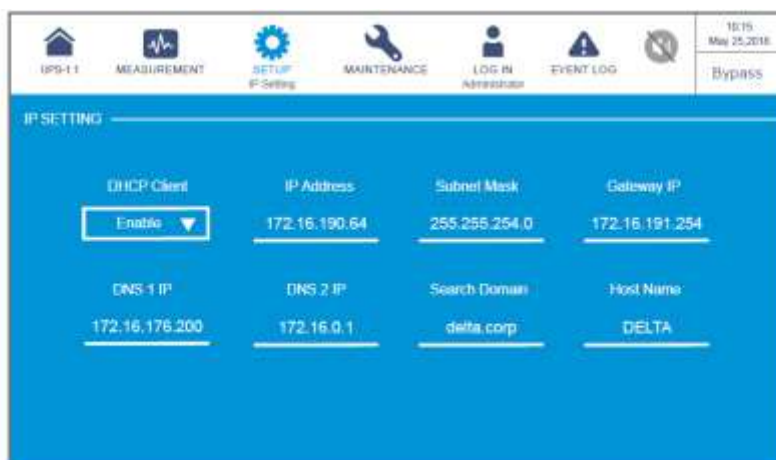 10:15
May 25,2018
UPS-1.1 MEASUREMENT SETUP MAINTENANCE LOG IN EVENT LOG
IP Setting Administrator
Bypass
IP SETTING
DHCP Client IP Address Subnet Mask Gateway IP
Enable 172.16.190.64 255.255.254.0 172.16.191.254
DNS 1 IP DNS 2 IP Search Domain Host Name
172.16.176.200 172.16.0.1 delta.corp DELTA